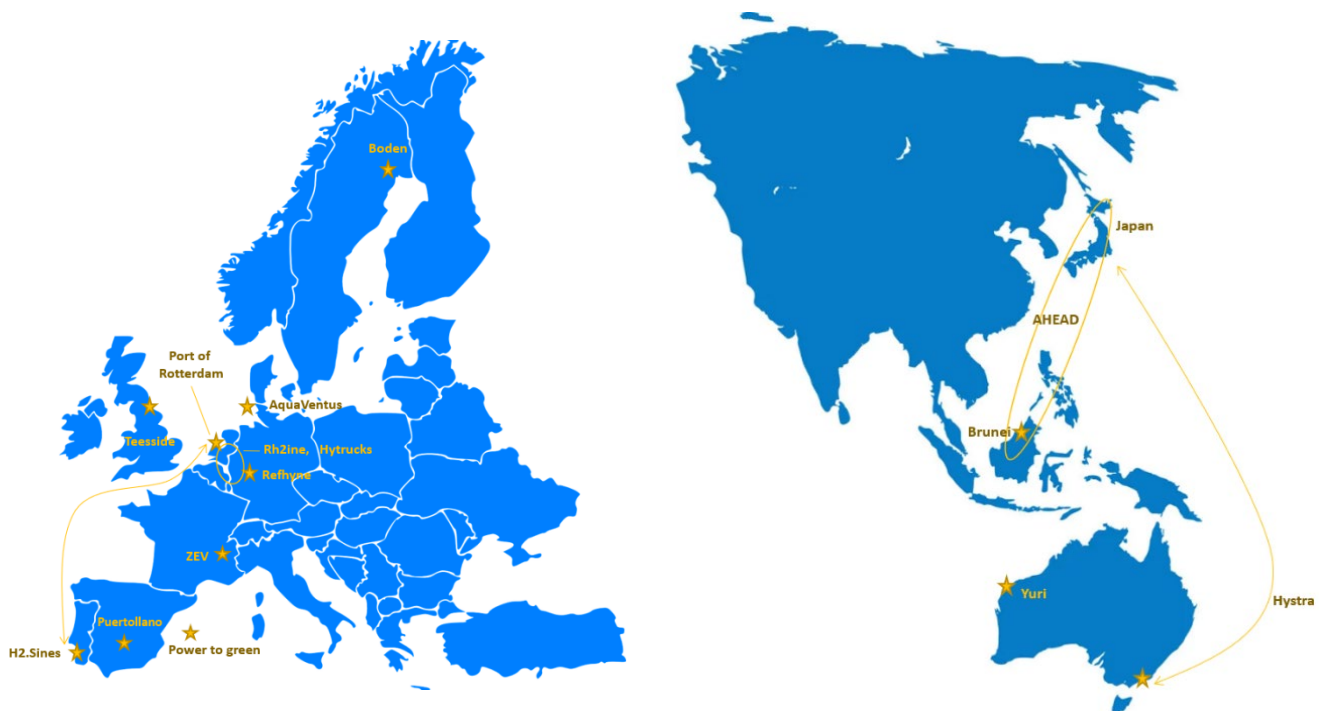 Boden
Port of
Rotterdam
AquaVentus
Teesside
Rh2ine, Hytrucks
Refhyne
ZEV
Puertollano
H2.Sines
Power to green
Japan
AHEAD
Brunei
Yuri
Hystra